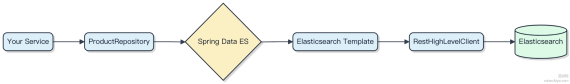 Your Service
ProductRepository
Spring Data ES
Elasticsearch Template
RestHighLevelClient
Elasticsearch